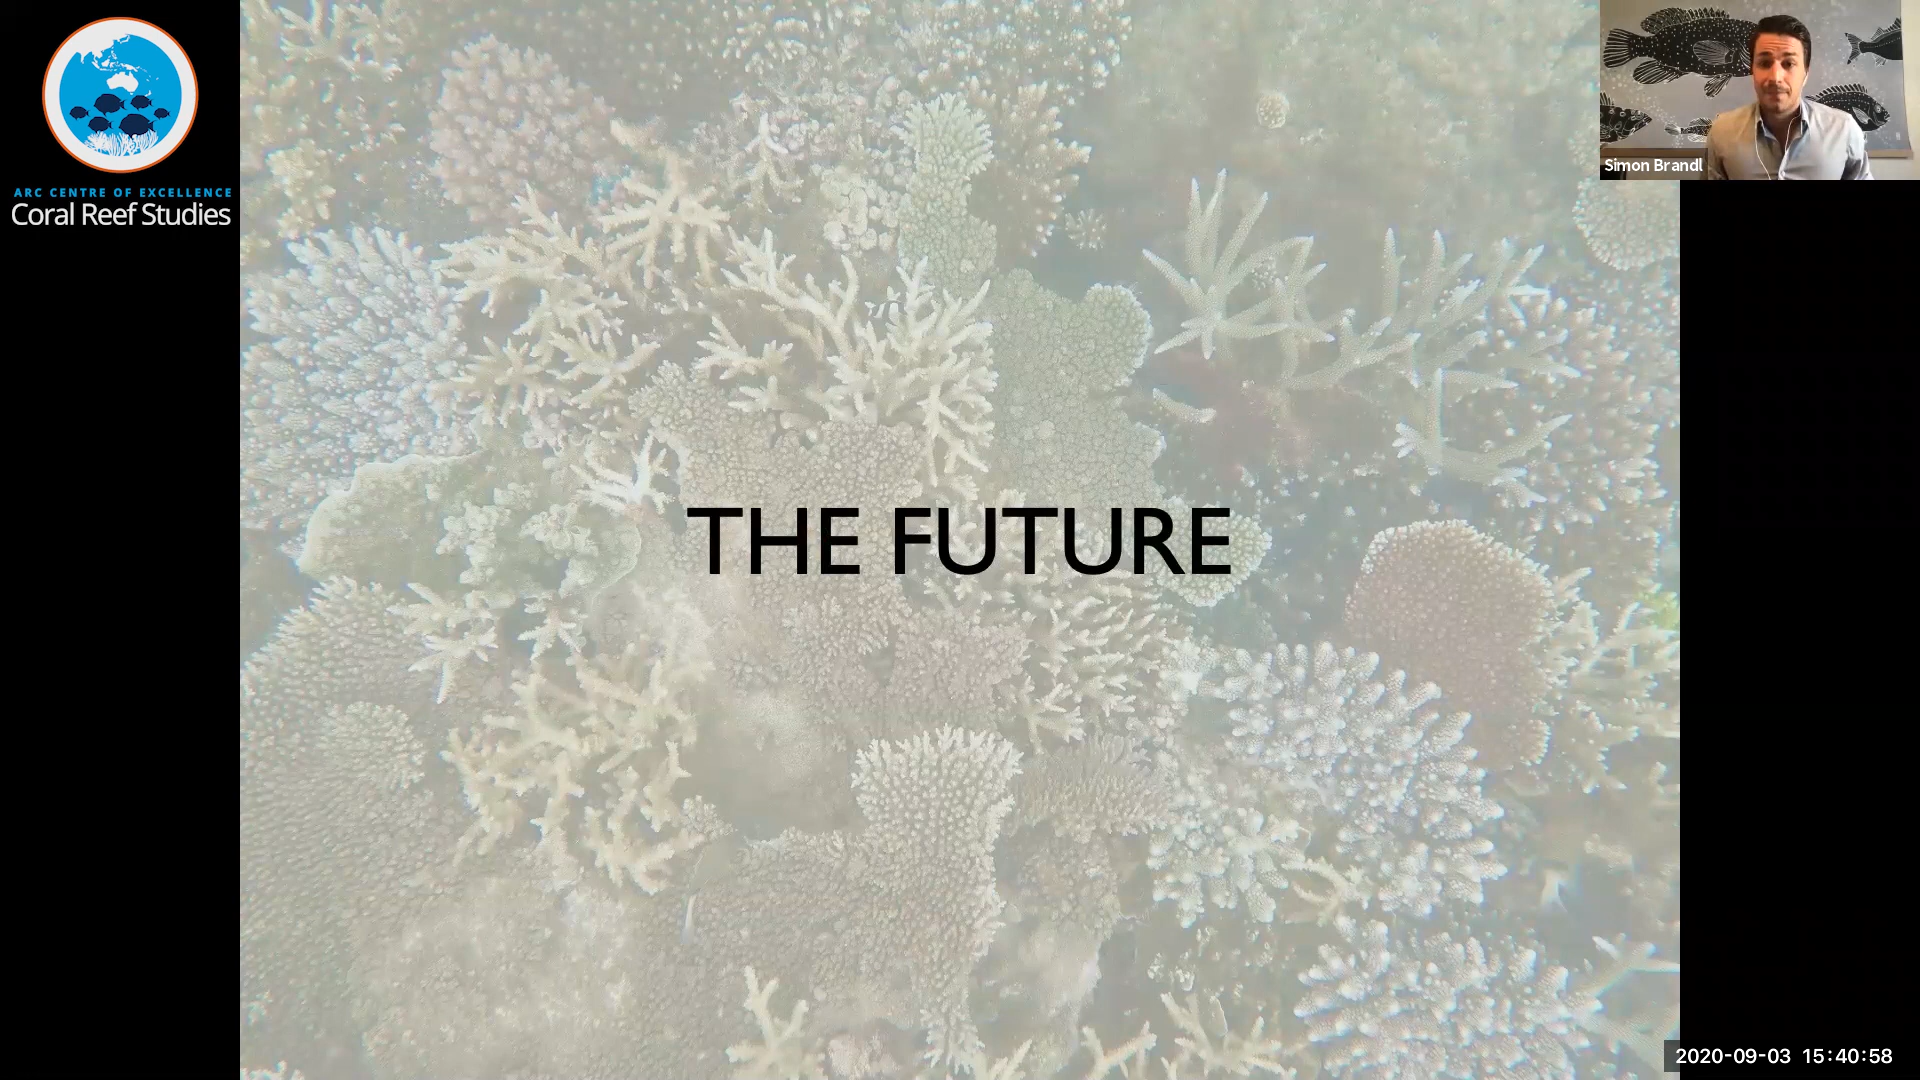 ARC CENTRE OF EXCELLENCE
Coral Reef Studies
Simon Brandl
THE FUTURE
2020-09-03 15:40:58